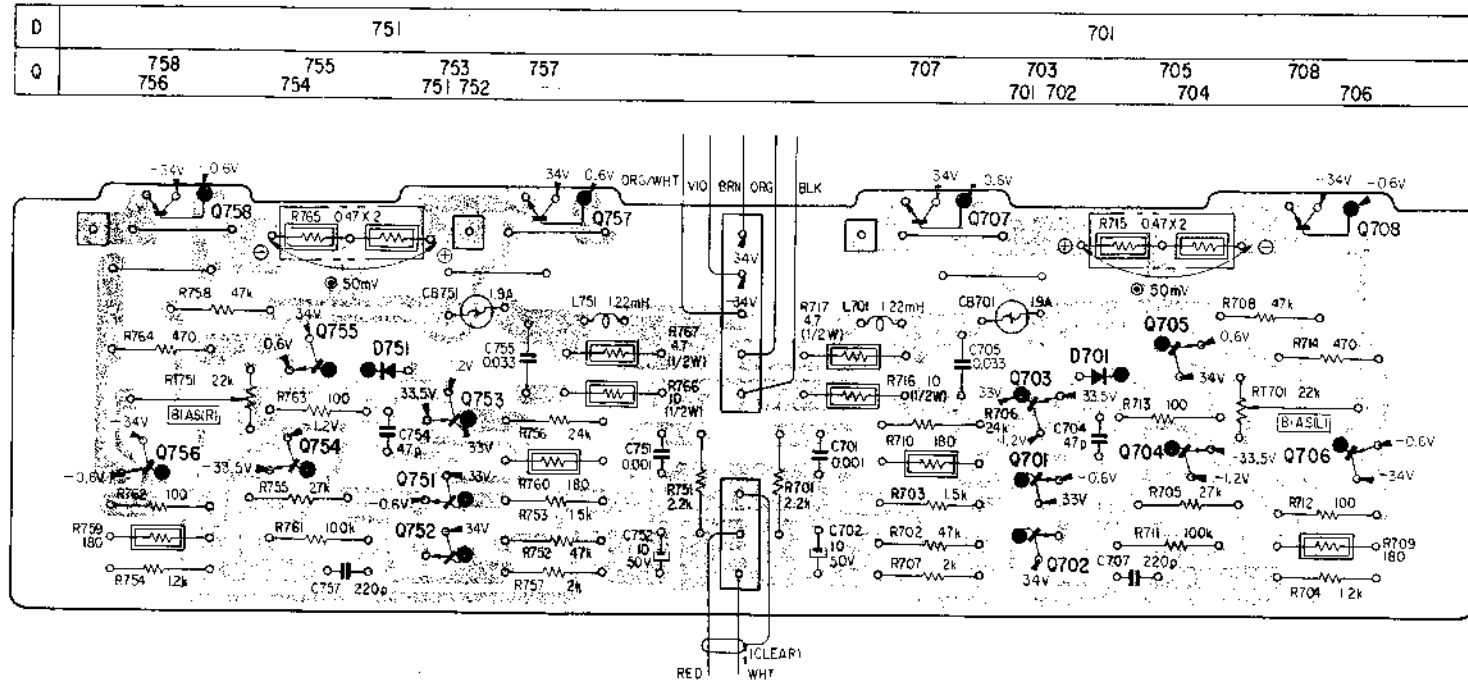 D 751 701
Q 758 755 753 757 707 703 705 708
756 754 751 752 701 702 704 706
-34V -0.6V 34V 0.6V ORG/WHT VIO BRN ORG BLK 34V 0.6V -34V -0.6V
Q758 R765 0.47X2 Q757 Q707 R715 0.47X2 Q708
⊖ ⊕ 34V ⊕ ⊖
50mV -34V 50mV
R758 47k CB751 1.9A L751 1.22mH R717 L701 1.22mH CB701 1.9A R708 47k
4.7
(1/2W)
34V Q755 R767 Q705 0.6V
4.7
(1/2W)
R764 470 0.6V D751 C755 C705 D701 R714 470
0.033 0.033
RT751 22k .2V R766 R716 10 33V Q703 34V RT701 22k
10 (1/2W)
(1/2W)
BIAS(R) R763 100 33.5V Q753 33.5V R713 100 BIAS(L)
-34V -1.2V C754 33V R756 24k R706 C704
47p 24k 47p
Q756 Q754 C751 C701 R710 180 -1.2V Q704 Q706 -0.6V
0.001 0.001
-0.6V -33.5V Q751 33V R760 180 Q701 -0.6V -33.5V -34V
R762 100 R755 27k -0.6V R753 1.5k R751 R701 R703 1.5k 33V R705 27k -1.2V R712 100
2.2k 2.2k
R759 R761 100k Q752 34V R752 47k C752 C702 R702 47k R711 100k R709
180 10 10 180
50V 50V
R754 1.2k C757 220p R757 2k R707 2k Q702 C707 220p R704 1.2k
34V
(CLEAR)
RED WHT